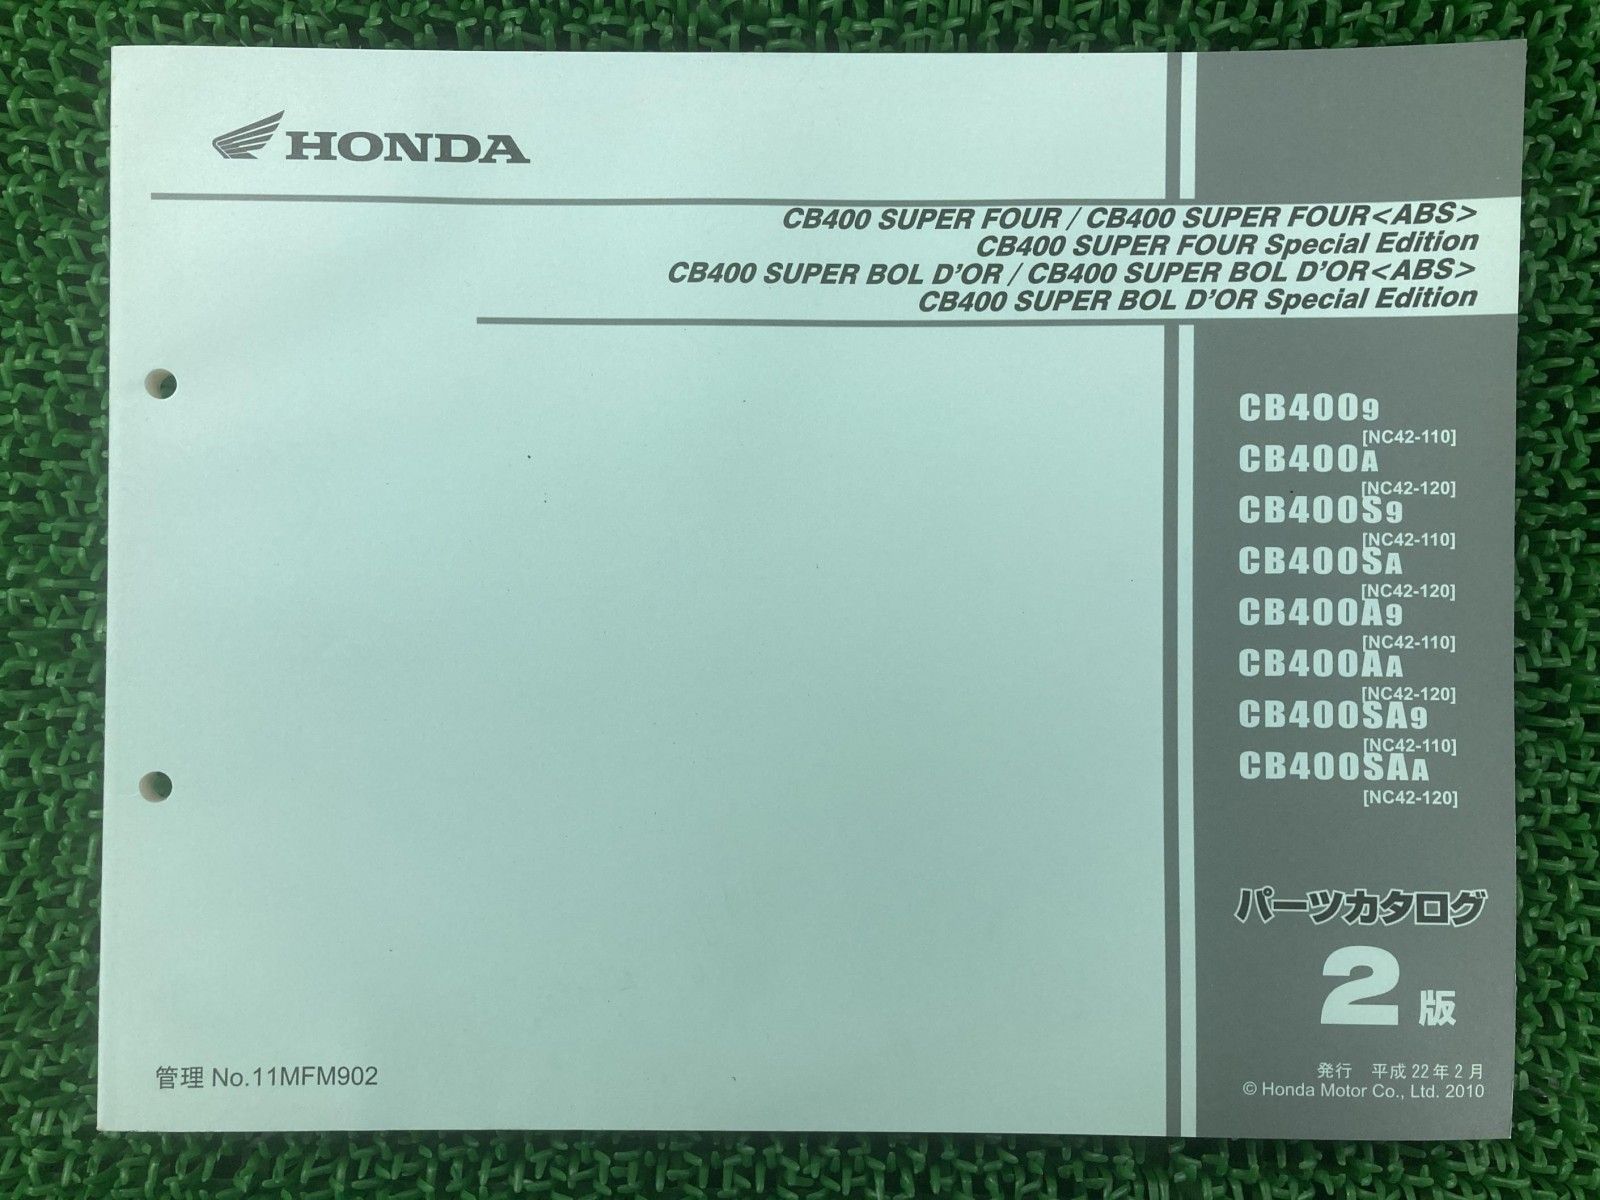 HONDA
CB400 SUPER FOUR / CB400 SUPER FOUR<ABS>
CB400 SUPER FOUR Special Edition
CB400 SUPER BOL D'OR / CB400 SUPER BOL D'OR<ABS>
CB400 SUPER BOL D'OR Special Edition
CB4009
[NC42-110]
CB400A
[NC42-120]
CB400S9
[NC42-110]
CB400SA
[NC42-120]
CB400A9
[NC42-110]
CB400AA
[NC42-120]
CB400SA9
[NC42-110]
CB400SAA
[NC42-120]
パーツカタログ
2版
管理 No.11MFM902
発行 平成 22 年 2 月
© Honda Motor Co., Ltd. 2010